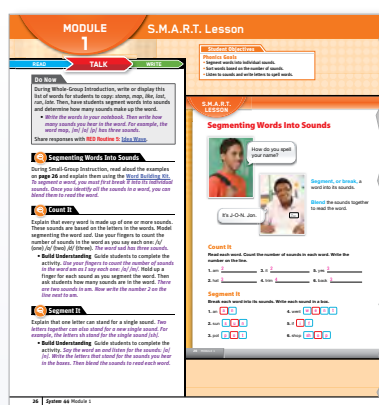 MODULE
1
S.M.A.R.T. Lesson
READ
TALK
WRITE
Student Objectives
Phonics Goals
• Segment words into individual sounds.
• Sort words based on the number of sounds.
• Listen to sounds and write letters to spell words.
Do Now
During Whole-Group Introduction, write or display this
list of words for students to copy: stomp, map, like, last,
run, late. Then, have students segment words into sounds
and determine how many sounds make up the word.
• Write the words in your notebook. Then write how
many sounds you hear in the word. For example, the
word map, /m/ /a/ /p/ has three sounds.
Share responses with RED Routine 3: Idea Wave.
Segmenting Words Into Sounds
During Small-Group Instruction, read aloud the examples
on page 26 and explain them using the Word Building Kit.
To segment a word, you must first break it into its individual
sounds. Once you identify all the sounds in a word, you can
blend them to read the word.
Count It
Explain that every word is made up of one or more sounds.
These sounds are based on the letters in the words. Model
segmenting the word sad. Use your fingers to count the
number of sounds in the word as you say each one: /s/
(one) /a/ (two) /d/ (three). The word sad has three sounds.
• Build Understanding Guide students to complete the
activity. Use your fingers to count the number of sounds
in the word am as I say each one: /a/ /m/. Hold up a
finger for each sound as you segment the word. Then
ask students how many sounds are in the word. There
are two sounds in am. Now write the number 2 on the
line next to am.
Segment It
Explain that one letter can stand for a single sound. Two
letters together can also stand for a new single sound. For
example, the letters sh stand for the single sound /sh/.
• Build Understanding Guide students to complete the
activity. Say the word an and listen for the sounds: /a/
/n/. Write the letters that stand for the sounds you hear
in the boxes. Then blend the sounds to read each word.
S.M.A.R.T.
LESSON
Segmenting Words Into Sounds
How do you spell
your name?
It's J-O-N. Jon.
Segment, or break, a
word into its sounds.
Blend the sounds together
to read the word.
Count It
Read each word. Count the number of sounds in each word. Write the
number on the line.
1. am 2
Segment It
Break each word into its sounds. Write each sound in a box.
1. an a n
26 System 44 Module 1